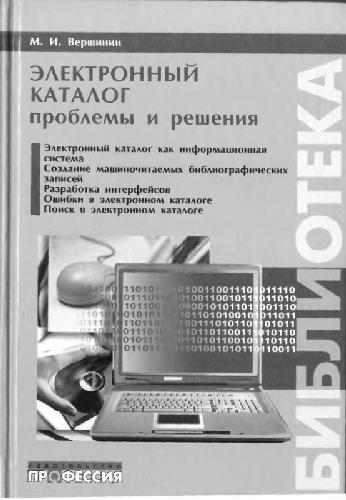 М. И. Вершинин
ЭЛЕКТРОННЫЙ
КАТАЛОГ
проблемы и решения
Электронный каталог как информационная
система
Создание машиночитаемых библиографических
записей
Разработка интерфейсов
Ошибки в электронном каталоге
Поиск в электронном каталоге
БИБЛИОТЕКА
издательство
ПРОФЕССИЯ